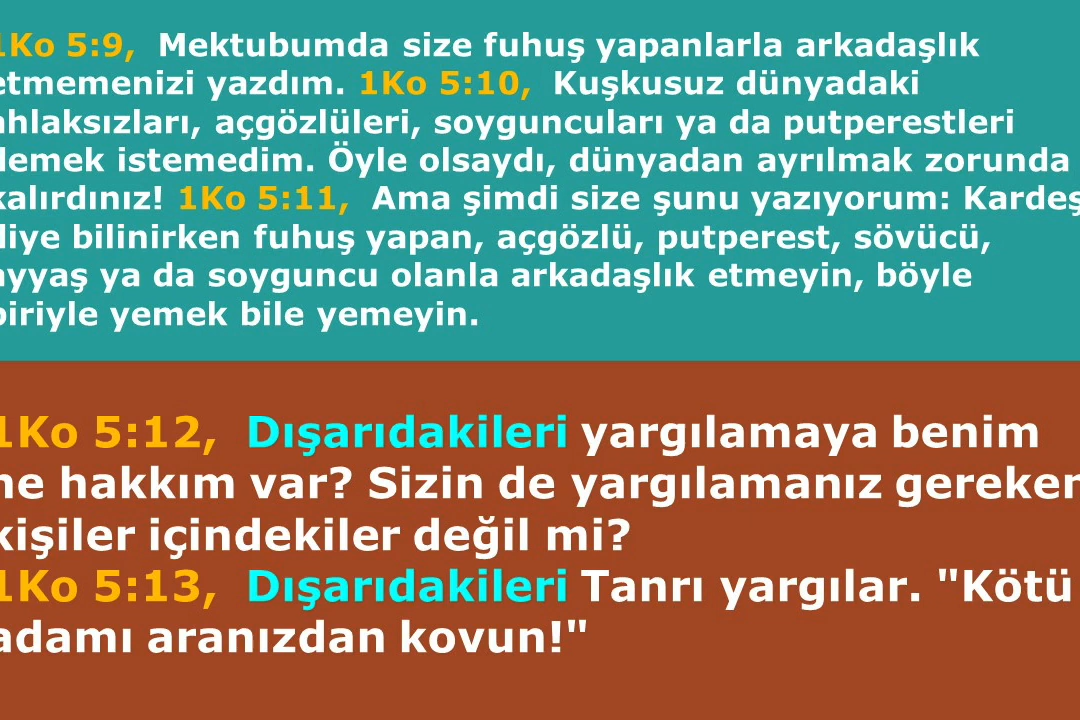 1Ko 5:9, Mektubumda size fuhuş yapanlarla arkadaşlık
etmemenizi yazdım. 1Ko 5:10, Kuşkusuz dünyadaki
ahlaksızları, açgözlüleri, soyguncuları ya da putperestleri
demek istemedim. Öyle olsaydı, dünyadan ayrılmak zorunda
kalırdınız! 1Ko 5:11, Ama şimdi size şunu yazıyorum: Kardeş
diye bilinirken fuhuş yapan, açgözlü, putperest, sövücü,
ayyaş ya da soyguncu olanla arkadaşlık etmeyin, böyle
biriyle yemek bile yemeyin.
1Ko 5:12, Dışarıdakileri yargılamaya benim
ne hakkım var? Sizin de yargılamanız gereken
kişiler içindekiler değil mi?
1Ko 5:13, Dışarıdakileri Tanrı yargılar. "Kötü
adamı aranızdan kovun!"